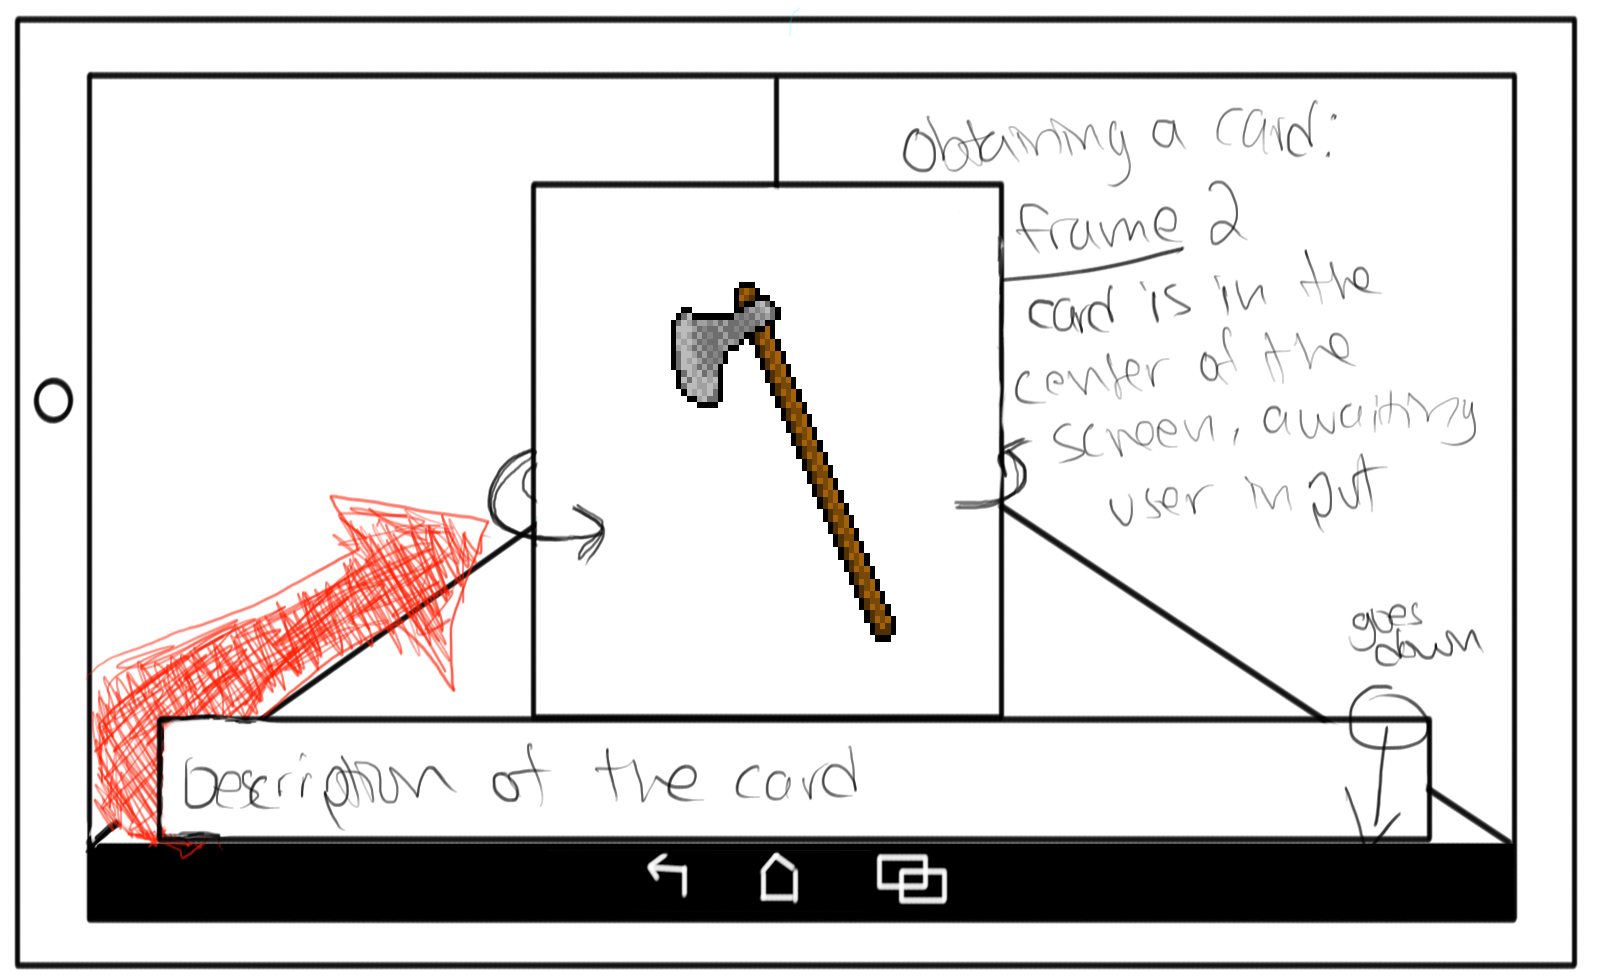 Obtaining a card:
frame 2
card is in the
center of the
screen, awaiting
user input
goes
down
Description of the card